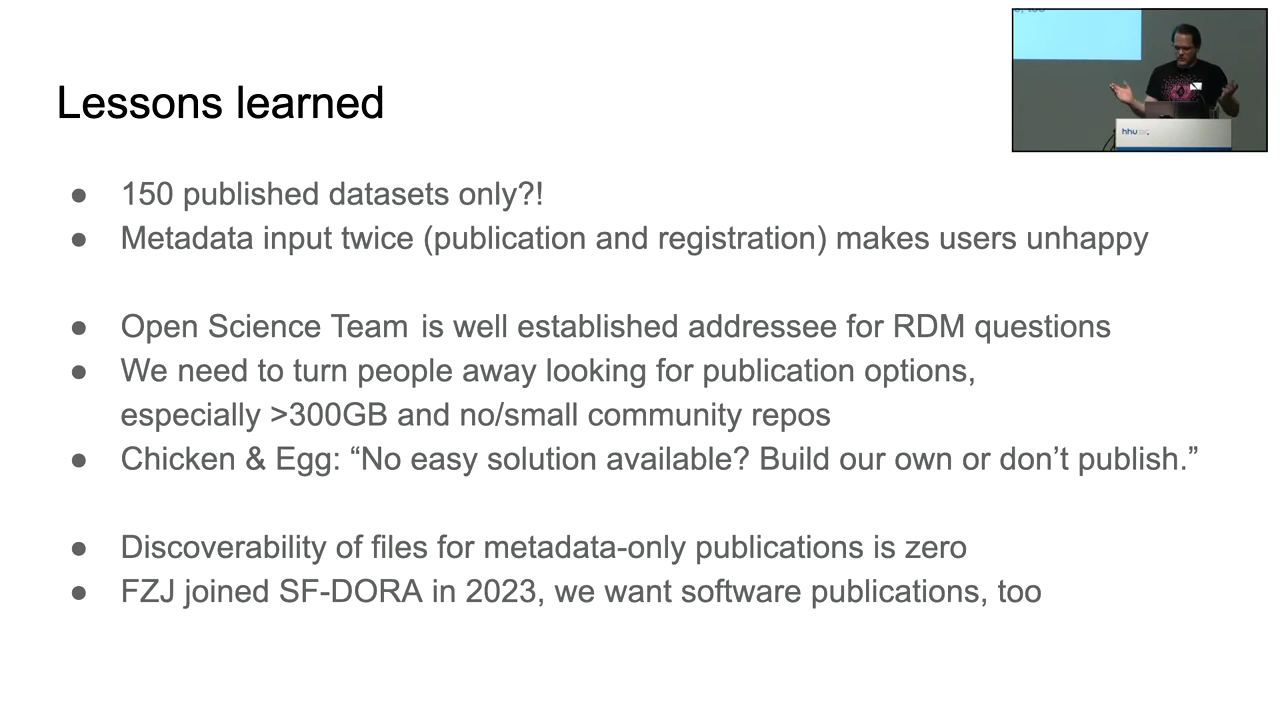 Lessons learned
● 150 published datasets only?!
● Metadata input twice (publication and registration) makes users unhappy
● Open Science Team is well established addressee for RDM questions
● We need to turn people away looking for publication options,
especially >300GB and no/small community repos
● Chicken & Egg: “No easy solution available? Build our own or don’t publish.”
● Discoverability of files for metadata-only publications is zero
● FZJ joined SF-DORA in 2023, we want software publications, too
hhu